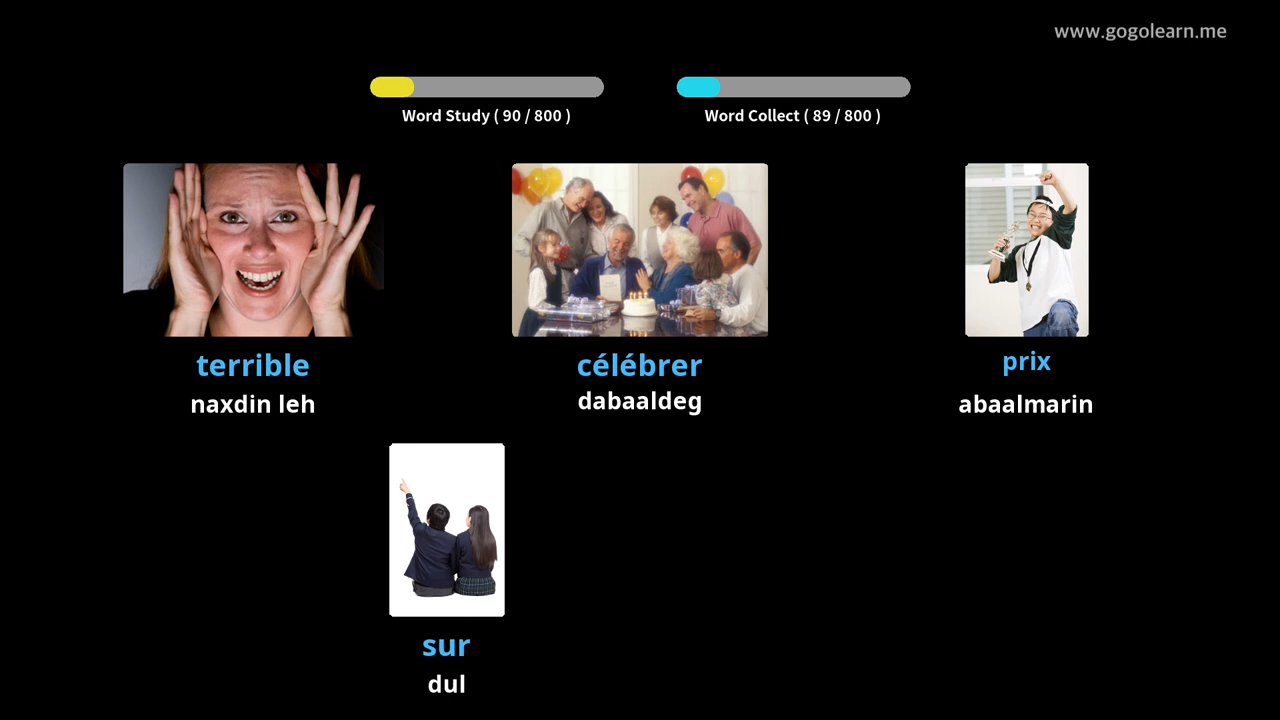 www.gogolearn.me
Word Study ( 90 / 800 )
Word Collect ( 89 / 800 )
terrible
naxdin leh
célébrer
dabaaldeg
prix
abaalmarin
sur
dul